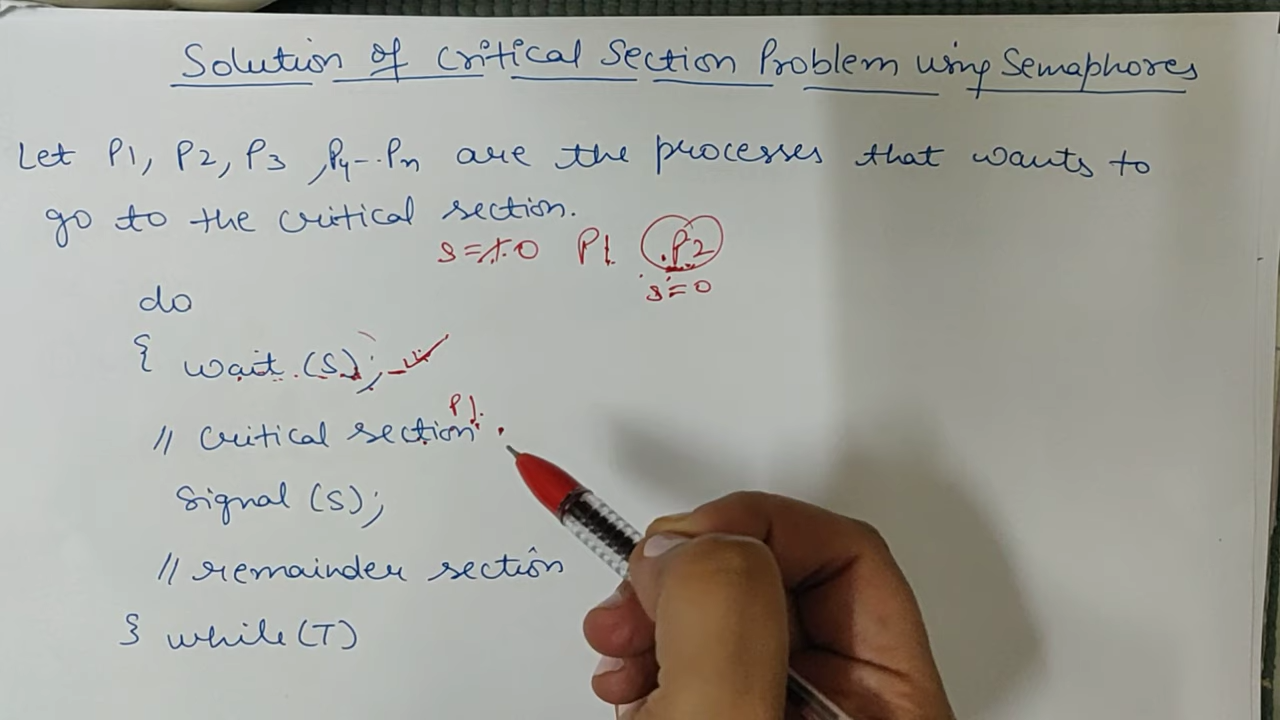 Solution of Critical Section Problem using Semaphores
Let P1, P2, P3, P4-..Pn are the processes that wants to
go to the critical section.
S=1.0 P1. .P2
S=0
do
{ wait (S);
P1.
// Critical section
Signal (S);
// remainder section
} while (T)